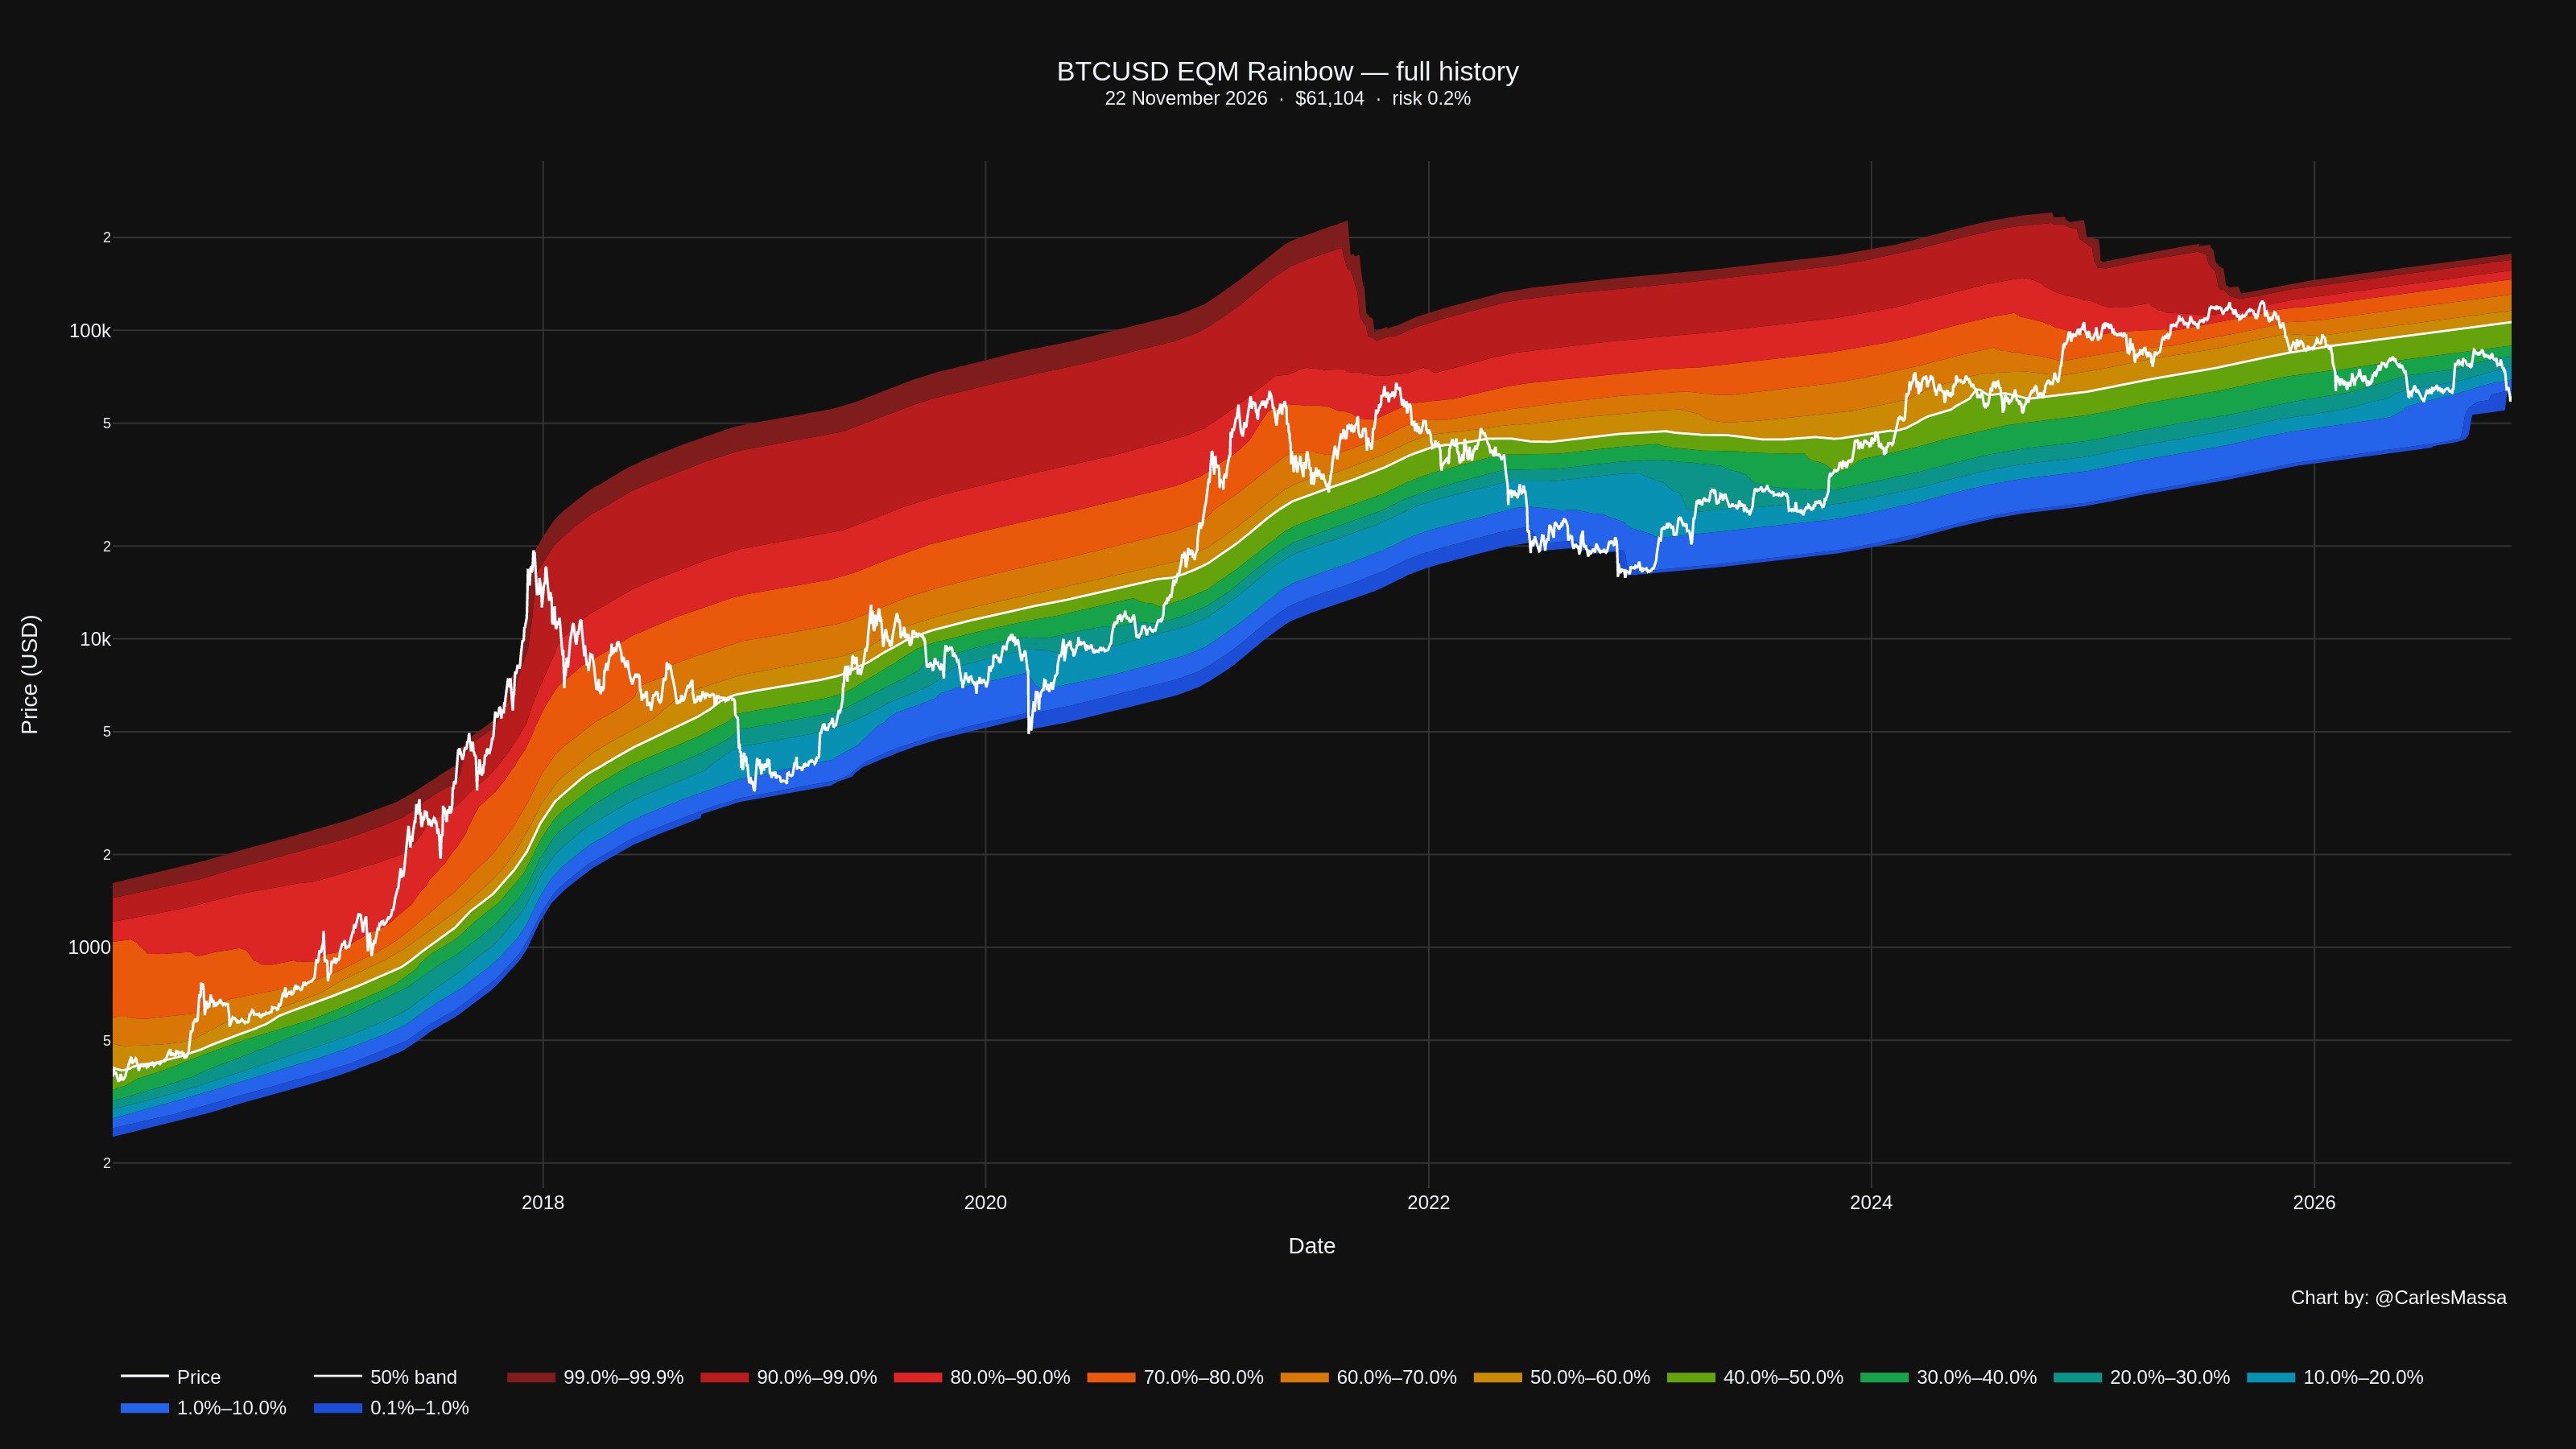 BTCUSD EQM Rainbow — full history
22 November 2026 · $61,104 · risk 0.2%
Price (USD)
2
100k
5
2
10k
5
2
1000
5
2
2018 2020 2022 2024 2026
Date
Chart by: @CarlesMassa
Price 50% band 99.0%–99.9% 90.0%–99.0% 80.0%–90.0% 70.0%–80.0% 60.0%–70.0% 50.0%–60.0% 40.0%–50.0% 30.0%–40.0% 20.0%–30.0% 10.0%–20.0%
1.0%–10.0% 0.1%–1.0%